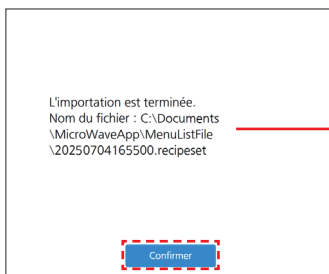 L'importation est terminée.
Nom du fichier : C:\Documents
\MicroWaveApp\MenuListFile
\20250704165500.recipeset
Confirmer